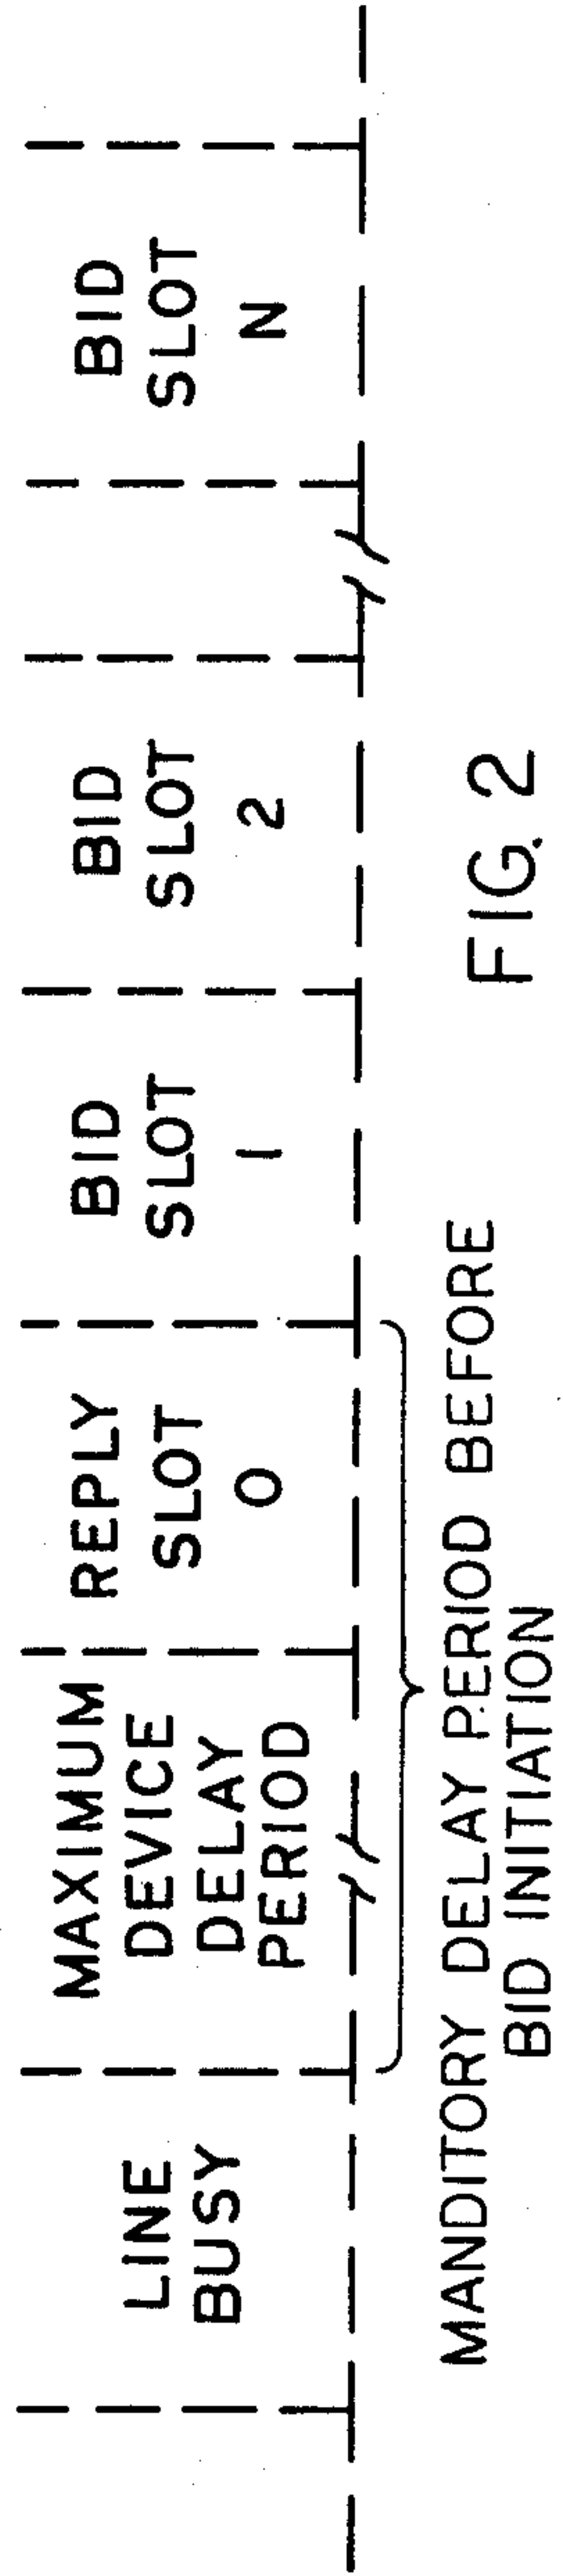 LINE
BUSY
MAXIMUM
DEVICE
DELAY
PERIOD
REPLY
SLOT
0
BID
SLOT
1
BID
SLOT
2
BID
SLOT
N
MANDITORY DELAY PERIOD BEFORE
BID INITIATION
FIG. 2